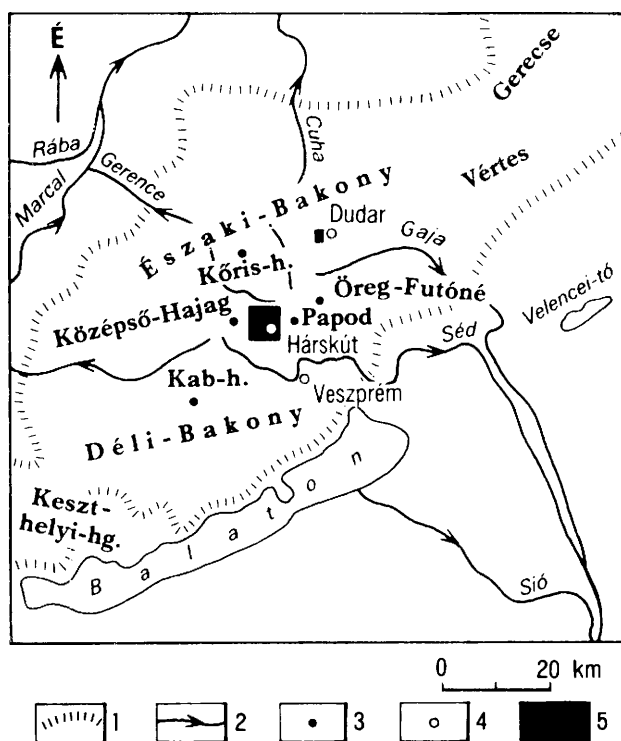 É
Gerecse
Rába
Cuha
Marcal
Gerence
Vértes
Északi-Bakony
Dudar
Gaja
Kőris-h.
Öreg-Futóné
Velencei-tó
Középső-Hajag
Papod
Hárskút
Séd
Kab-h.
Veszprém
Déli-Bakony
Keszt-
helyi-hg.
Balaton
Sió
0 20 km
1 2 3 4 5